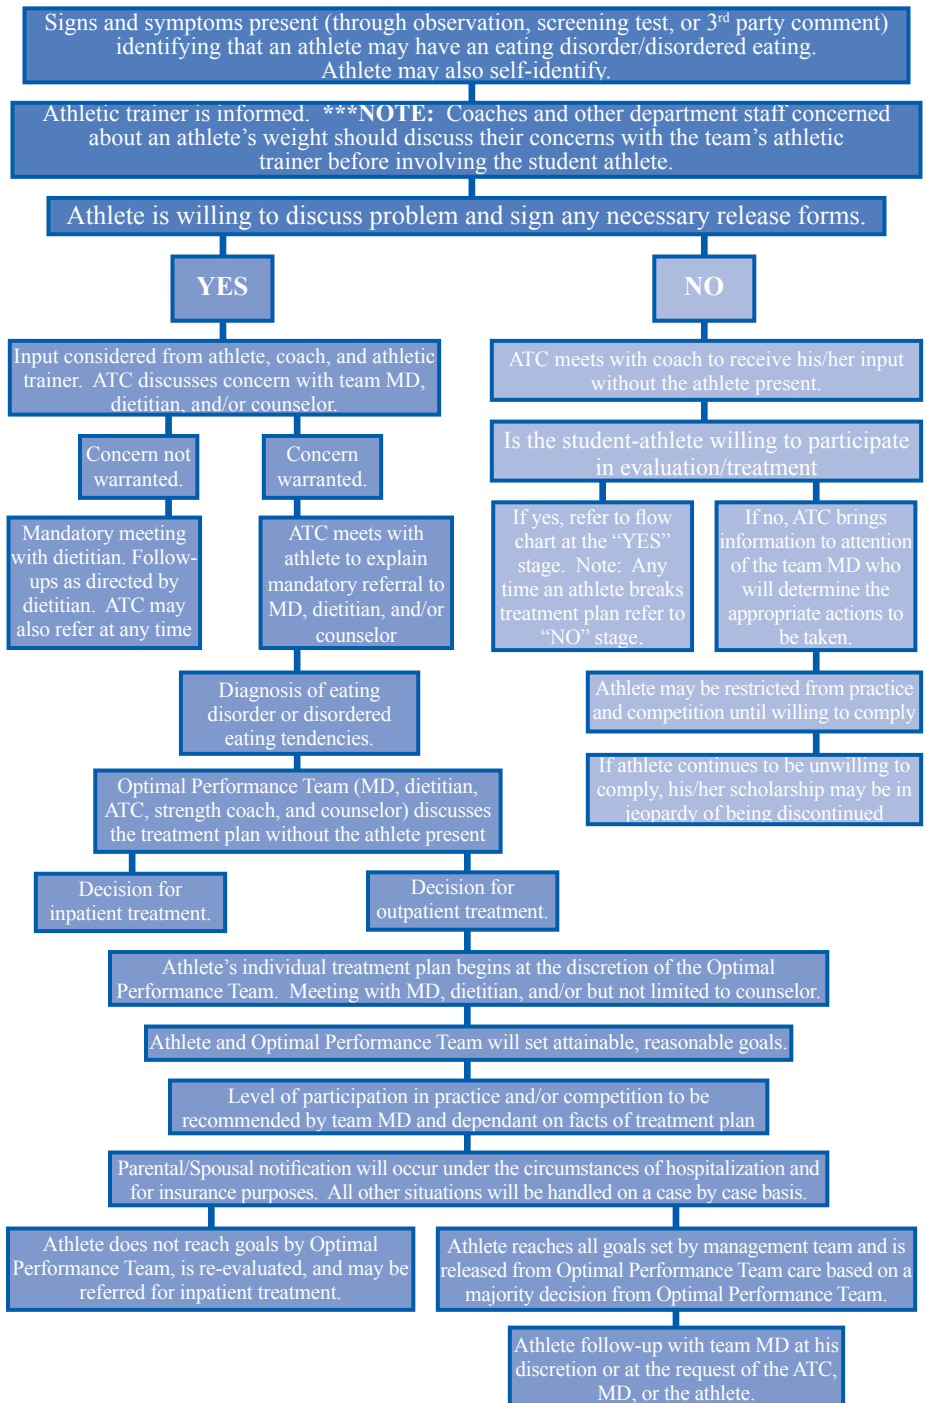 Signs and symptoms present (through observation, screening test, or 3rd party comment)
identifying that an athlete may have an eating disorder/disordered eating.
Athlete may also self-identify.
Athletic trainer is informed. ***NOTE: Coaches and other department staff concerned
about an athlete's weight should discuss their concerns with the team's athletic
trainer before involving the student athlete.
Athlete is willing to discuss problem and sign any necessary release forms.
YES
NO
Input considered from athlete, coach, and athletic
trainer. ATC discusses concern with team MD,
dietitian, and/or counselor.
ATC meets with coach to receive his/her input
without the athlete present.
Concern not
warranted.
Concern
warranted.
Is the student-athlete willing to participate
in evaluation/treatment
Mandatory meeting
with dietitian. Follow-
ups as directed by
dietitian. ATC may
also refer at any time
ATC meets with
athlete to explain
mandatory referral to
MD, dietitian, and/or
counselor
If yes, refer to flow
chart at the "YES"
stage. Note: Any
time an athlete breaks
treatment plan refer to
"NO" stage.
If no, ATC brings
information to attention
of the team MD who
will determine the
appropriate actions to
be taken.
Diagnosis of eating
disorder or disordered
eating tendencies.
Athlete may be restricted from practice
and competition until willing to comply
If athlete continues to be unwilling to
comply, his/her scholarship may be in
jeopardy of being discontinued
Optimal Performance Team (MD, dietitian,
ATC, strength coach, and counselor) discusses
the treatment plan without the athlete present
Decision for
inpatient treatment.
Decision for
outpatient treatment.
Athlete's individual treatment plan begins at the discretion of the Optimal
Performance Team. Meeting with MD, dietitian, and/or but not limited to counselor.
Athlete and Optimal Performance Team will set attainable, reasonable goals.
Level of participation in practice and/or competition to be
recommended by team MD and dependant on facts of treatment plan
Parental/Spousal notification will occur under the circumstances of hospitalization and
for insurance purposes. All other situations will be handled on a case by case basis.
Athlete does not reach goals by Optimal
Performance Team, is re-evaluated, and may be
referred for inpatient treatment.
Athlete reaches all goals set by management team and is
released from Optimal Performance Team care based on a
majority decision from Optimal Performance Team.
Athlete follow-up with team MD at his
discretion or at the request of the ATC,
MD, or the athlete.